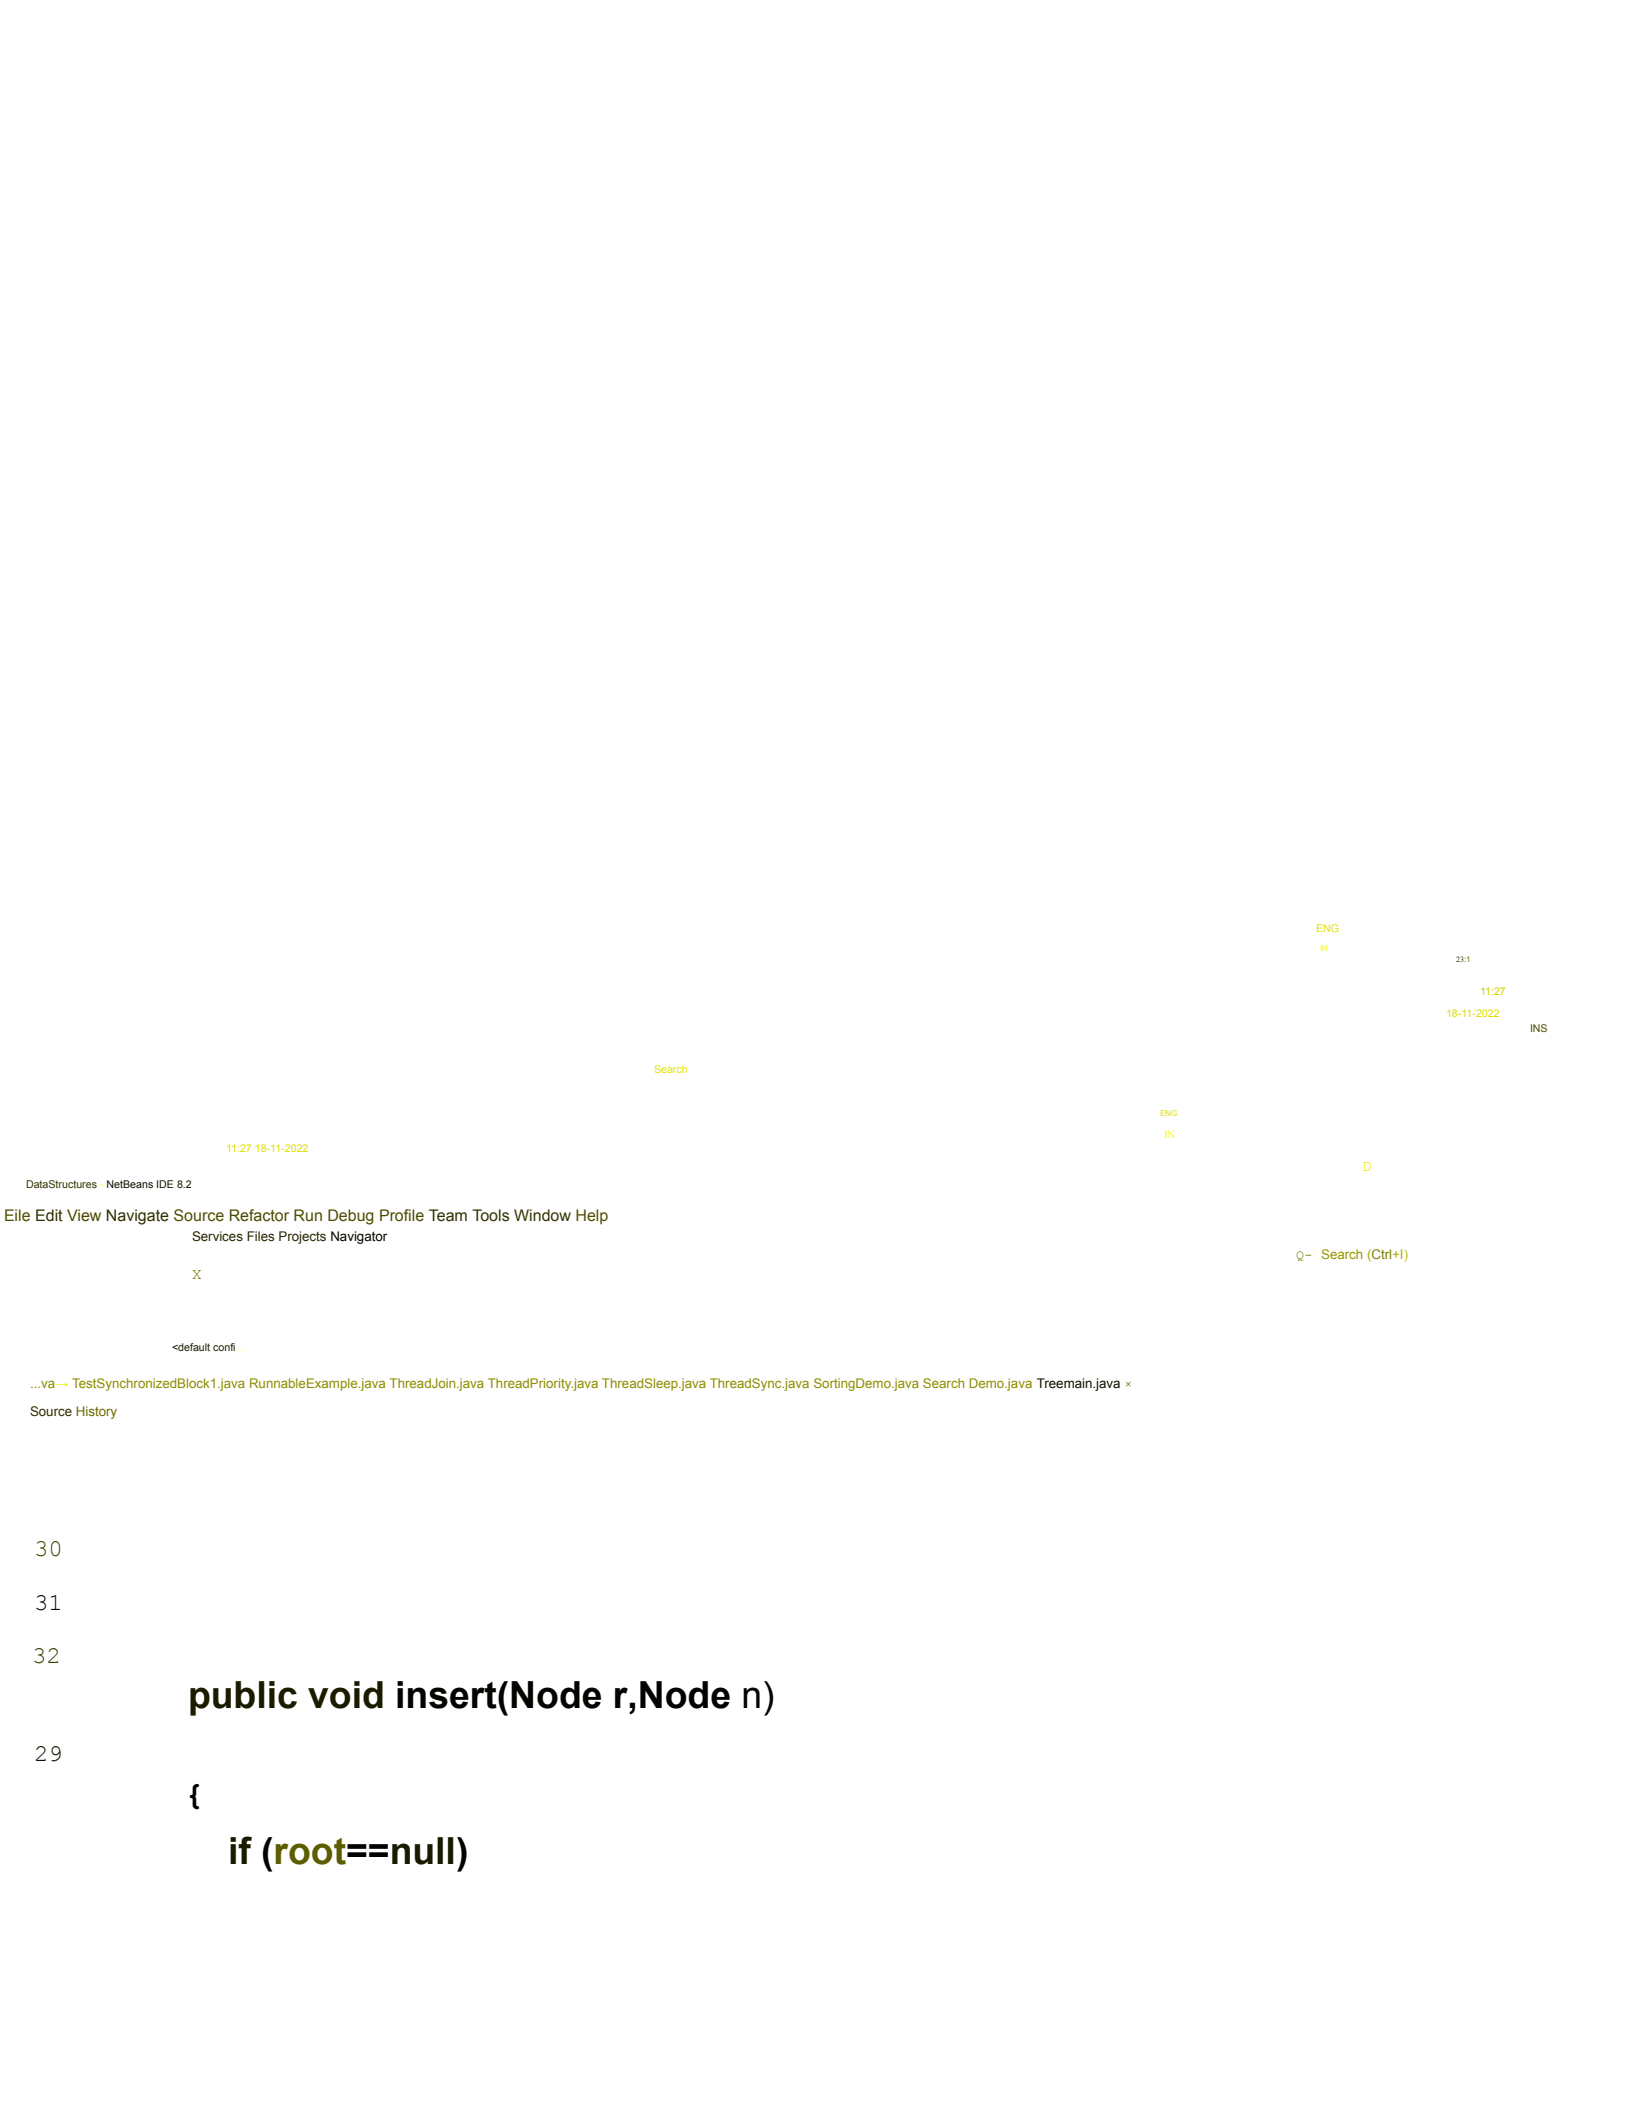 ENG
IN
23:1
11:27
18-11-2022
INS
Search
ENG
IN
11:27 18-11-2022
D
DataStructures NetBeans IDE 8.2
Eile Edit View Navigate Source Refactor Run Debug Profile Team Tools Window Help
Services Files Projects Navigator
Q- Search (Ctrl+I)
X
<default confi...
...va→ TestSynchronizedBlock1.java RunnableExample.java ThreadJoin.java ThreadPriority.java ThreadSleep.java ThreadSync.java SortingDemo.java Search Demo.java Treemain.java ×
Source History
30
31
32
public void insert(Node r,Node n)
29
{
if (root==null)